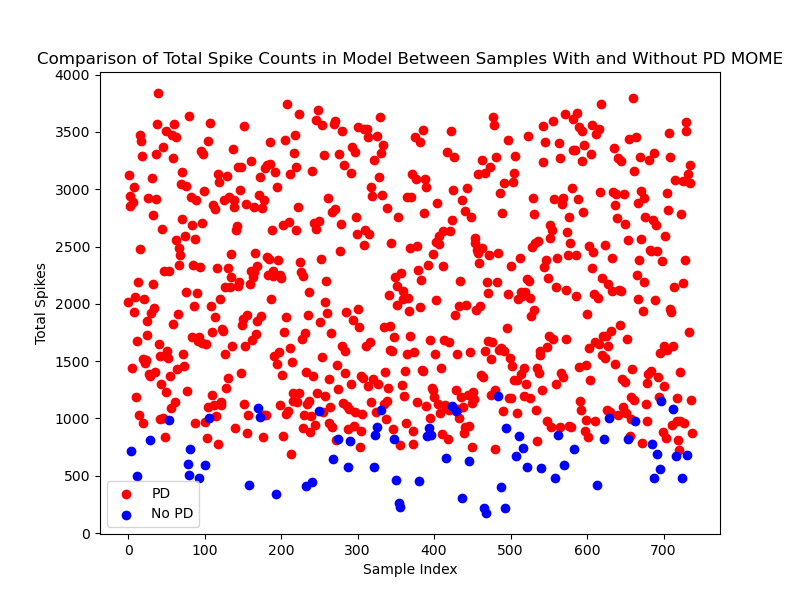 Comparison of Total Spike Counts in Model Between Samples With and Without PD MOME
4000
3500
3000
2500
2000
1500
1000
500
0
Total Spikes
PD
No PD
0 100 200 300 400 500 600 700
Sample Index